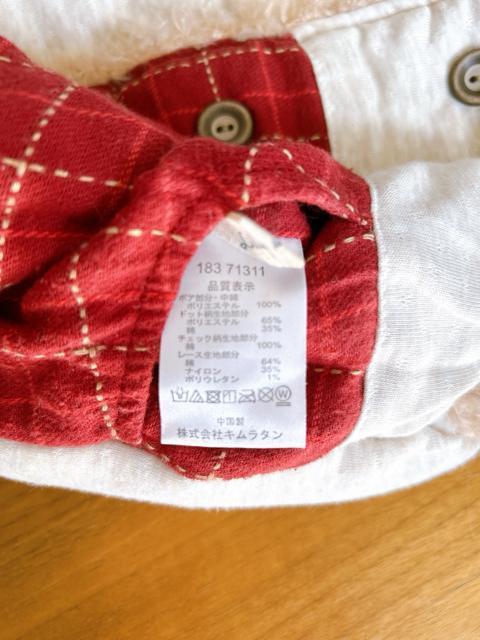 183 71311
品質表示
ボア部分・中綿
ポリエステル 100%
ドット柄生地部分
ポリエステル 65%
綿 35%
チェック柄生地部分
綿 100%
レース生地部分
綿 64%
ナイロン 35%
ポリウレタン 1%
中国製
株式会社キムラタン